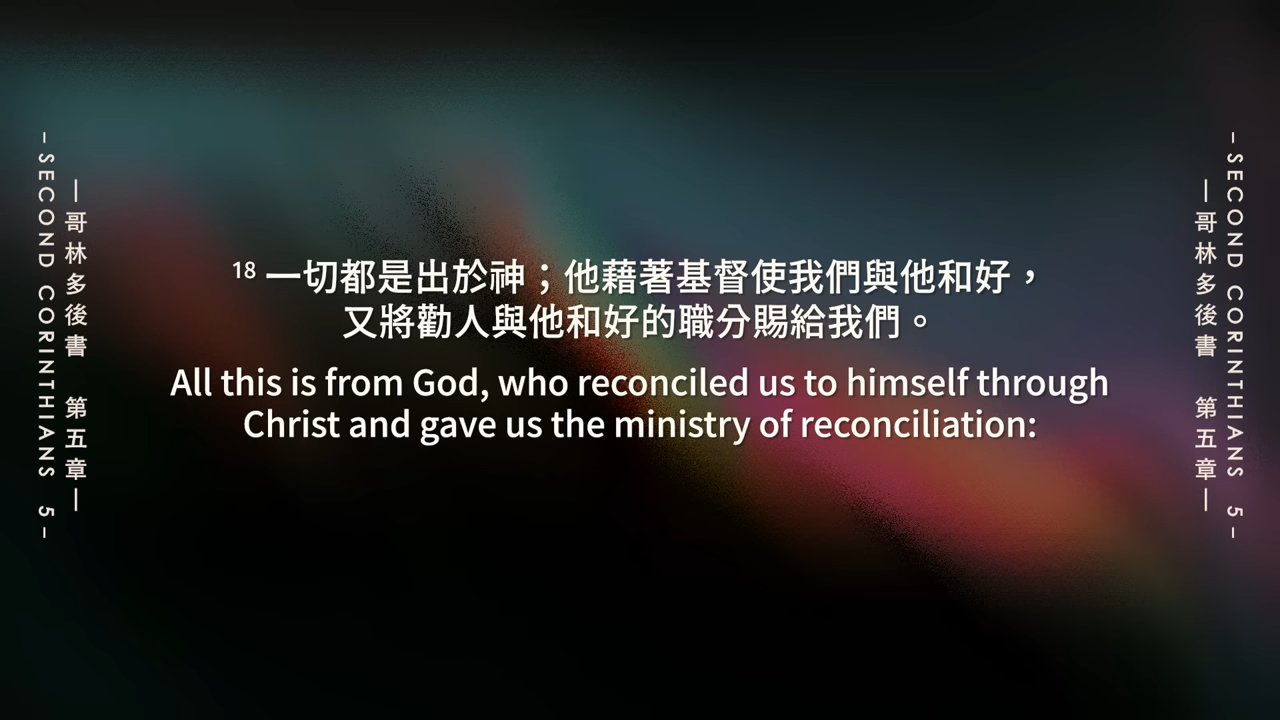 – SECOND CORINTHIANS 5 –
—哥林多後書 第五章—
18 一切都是出於神；他藉著基督使我們與他和好，
又將勸人與他和好的職分賜給我們。
All this is from God, who reconciled us to himself through
Christ and gave us the ministry of reconciliation:
—哥林多後書 第五章—
– SECOND CORINTHIANS 5 –